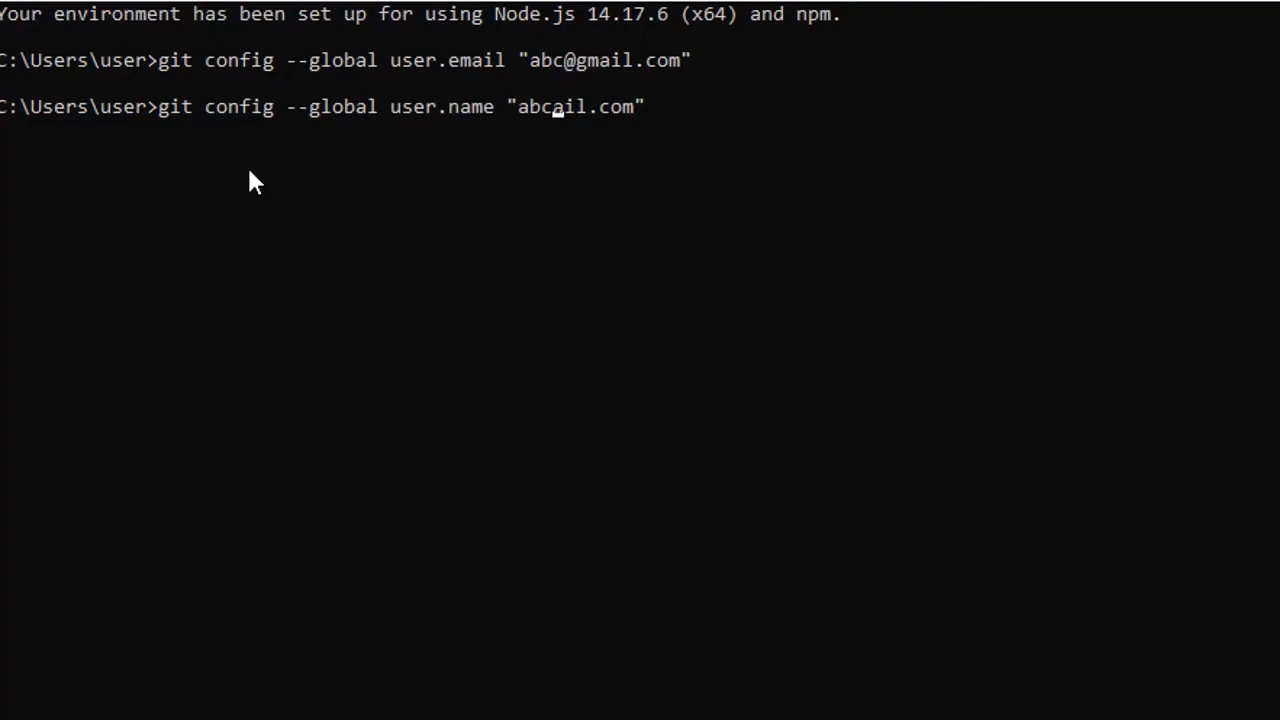 Your environment has been set up for using Node.js 14.17.6 (x64) and npm.
C:\Users\user>git config --global user.email "abc@gmail.com"
C:\Users\user>git config --global user.name "abcail.com"